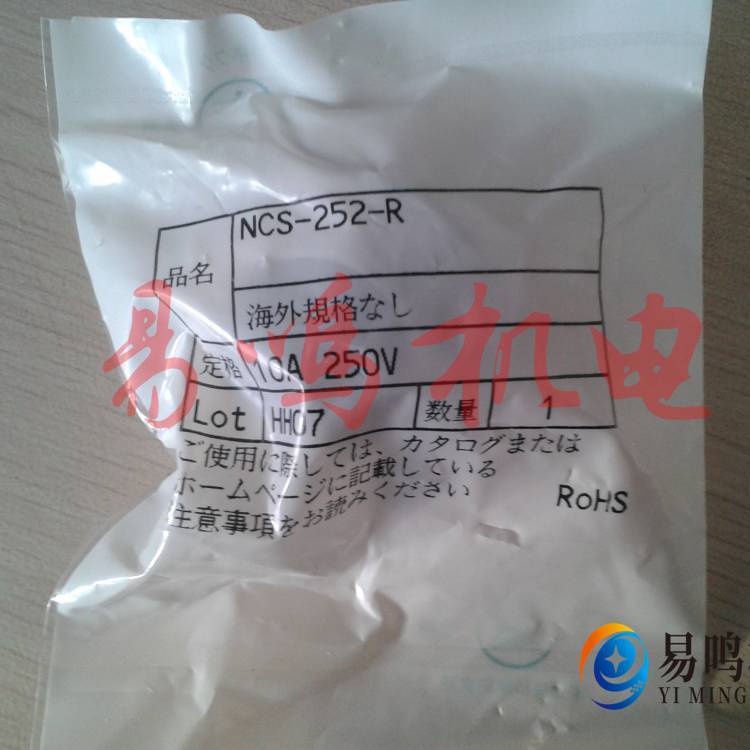 NCS-252-R
品名
海外規格なし
定格 10A 250V
Lot HH07 数量 1
ご使用に際しては、カタログまたは
ホームページに記載している
注意事項をお読みください
RoHS
易鸣机电
易鸣
YI MING